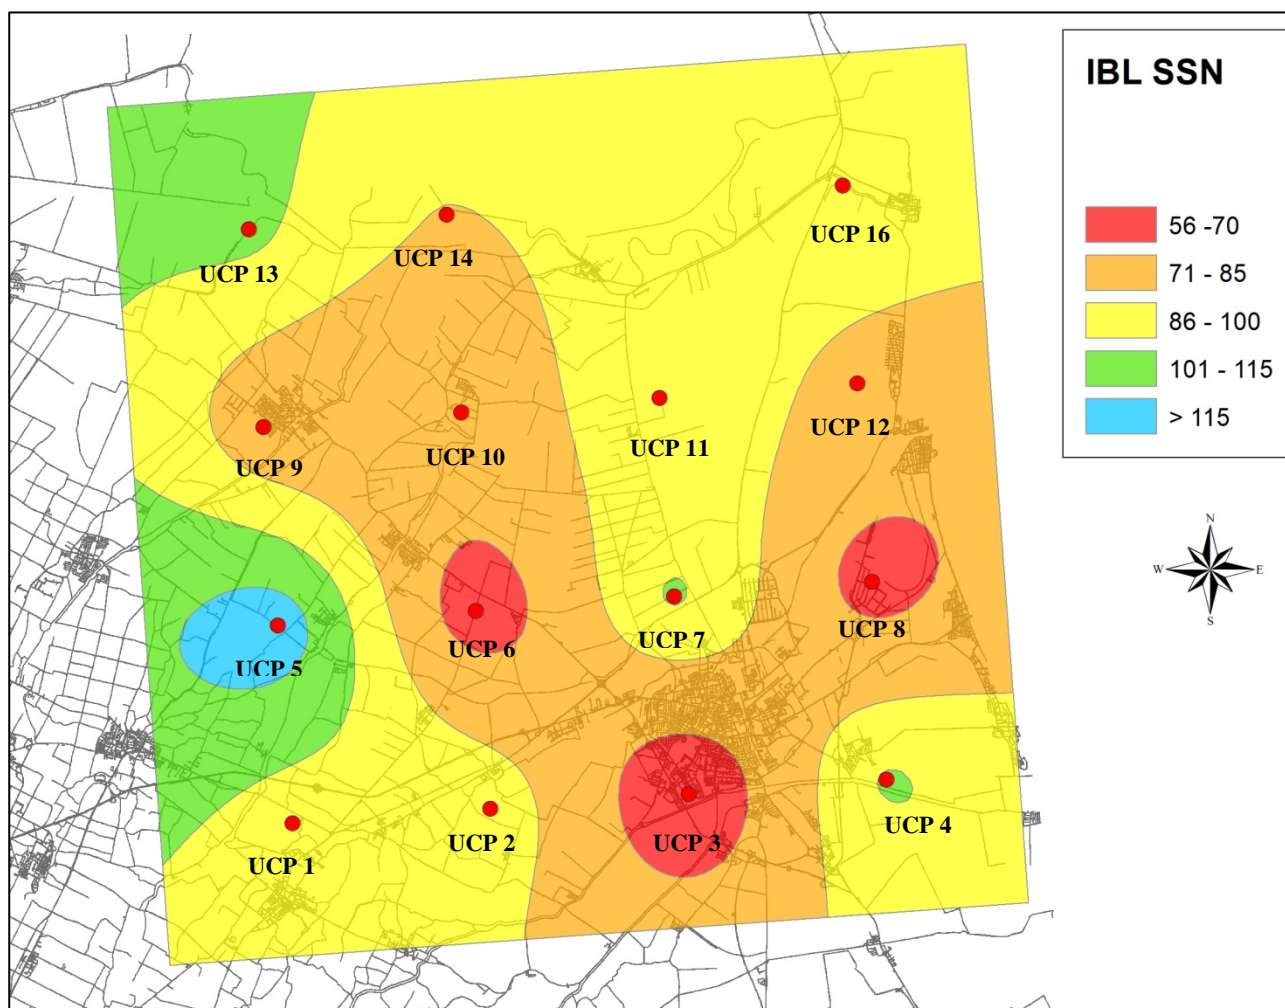 IBL SSN
56 -70
71 - 85
86 - 100
101 - 115
> 115
UCP 13
UCP 14
UCP 16
UCP 9
UCP 10
UCP 11
UCP 12
UCP 5
UCP 6
UCP 7
UCP 8
UCP 1
UCP 2
UCP 3
UCP 4
N
W
E
S